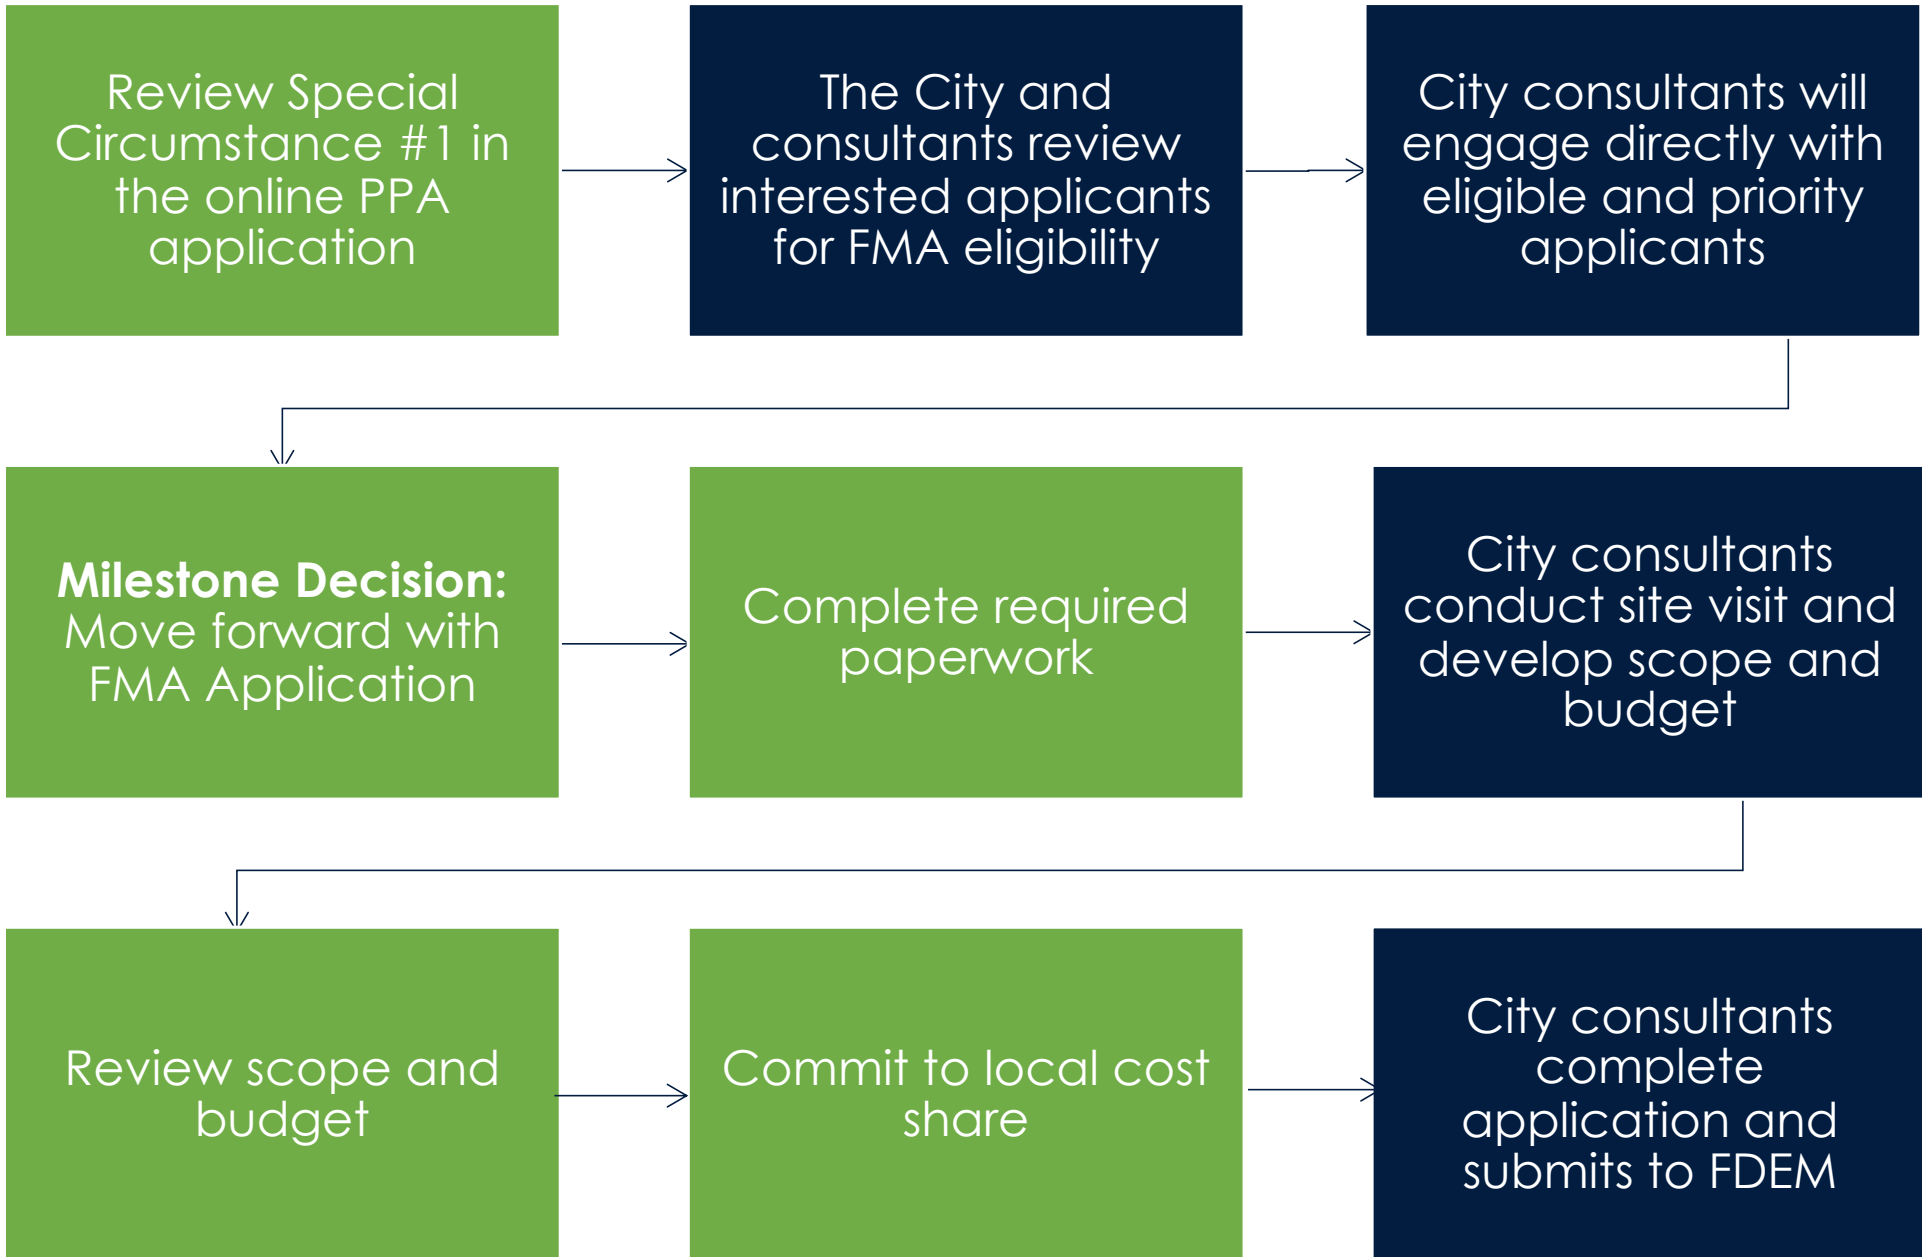 Review Special
Circumstance #1 in
the online PPA
application
The City and
consultants review
interested applicants
for FMA eligibility
City consultants will
engage directly with
eligible and priority
applicants
Milestone Decision:
Move forward with
FMA Application
Complete required
paperwork
City consultants
conduct site visit and
develop scope and
budget
Review scope and
budget
Commit to local cost
share
City consultants
complete
application and
submits to FDEM